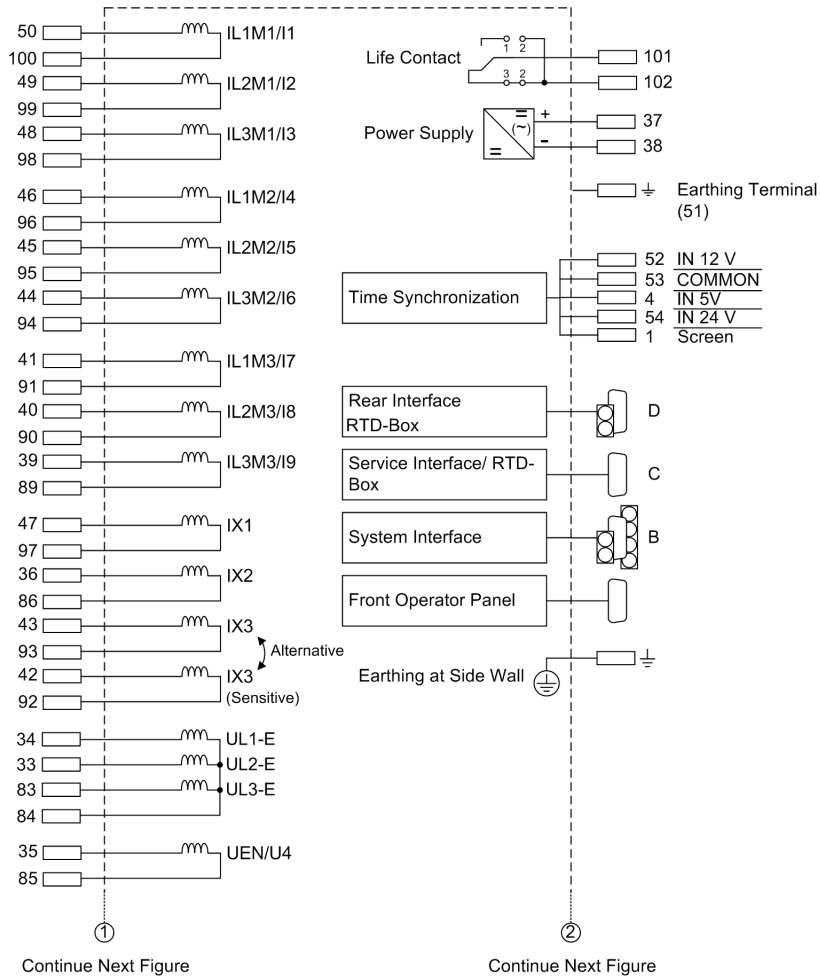 50 IL1M1/I1
100
49 IL2M1/I2
99
48 IL3M1/I3
98
46 IL1M2/I4
96
45 IL2M2/I5
95
44 IL3M2/I6
94
41 IL1M3/I7
91
40 IL2M3/I8
90
39 IL3M3/I9
89
47 IX1
97
36 IX2
86
43 IX3
93
Alternative
42 IX3
(Sensitive)
92
34 UL1-E
33 UL2-E
83 UL3-E
84
35 UEN/U4
85
1
Continue Next Figure
Life Contact
1 2
3 2
101
102
Power Supply
= (~) =
+ 37
- 38
Earthing Terminal
(51)
Time Synchronization
52 IN 12 V
53 COMMON
4 IN 5V
54 IN 24 V
1 Screen
Rear Interface
RTD-Box
D
Service Interface/ RTD-
Box
C
System Interface
B
Front Operator Panel
Earthing at Side Wall
2
Continue Next Figure